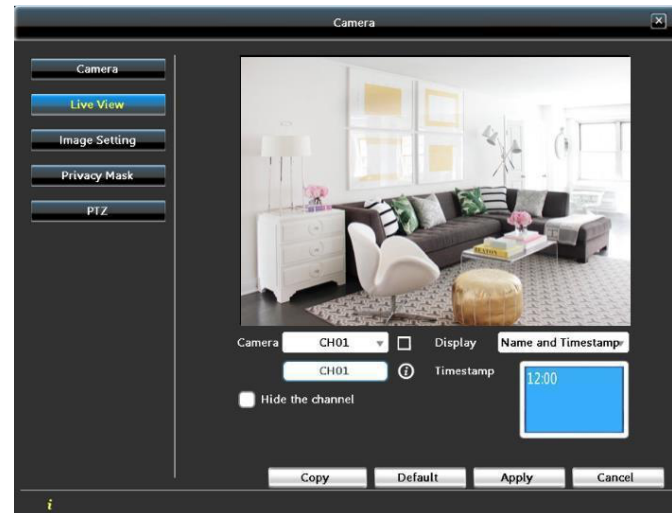 Camera
Camera
Live View
Image Setting
Privacy Mask
PTZ
BEATON
Camera CH01 Display Name and Timestamp
CH01 Timestamp 12:00
Hide the channel
Copy Default Apply Cancel